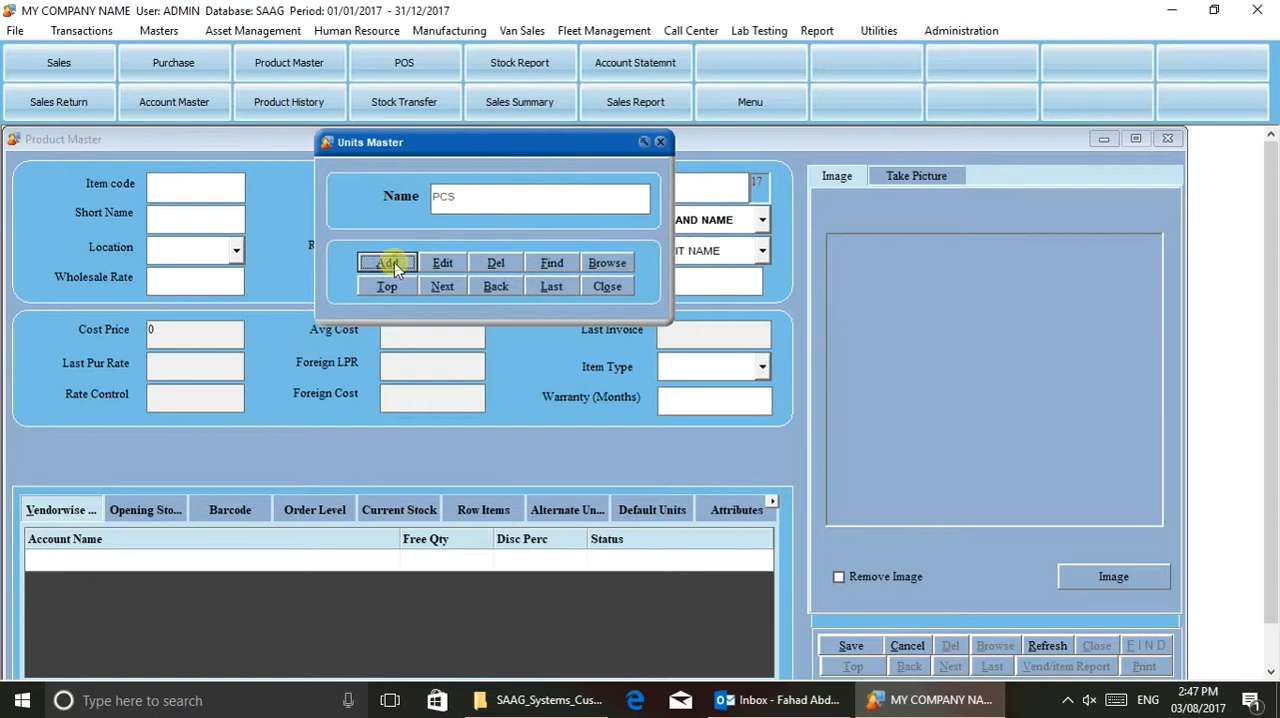 MY COMPANY NAME User: ADMIN Database: SAAG Period: 01/01/2017 - 31/12/2017
File Transactions Masters Asset Management Human Resource Manufacturing Van Sales Fleet Management Call Center Lab Testing Report Utilities Administration
Sales Purchase Product Master POS Stock Report Account Statemnt
Sales Return Account Master Product History Stock Transfer Sales Summary Sales Report Menu
Product Master
Units Master
Name PCS
Add Edit Del Find Browse
Top Next Back Last Close
Item code 17
Short Name AND NAME
Location R IT NAME
Wholesale Rate
Cost Price 0 Avg Cost Last Invoice
Last Pur Rate Foreign LPR Item Type
Rate Control Foreign Cost Warranty (Months)
Image Take Picture
Remove Image Image
Vendorwise ... Opening Sto... Barcode Order Level Current Stock Row Items Alternate Un... Default Units Attributes
Account Name Free Qty Disc Perc Status
Save Cancel Del Browse Refresh Close FIND
Top Back Next Last Vend/item Report Print
Type here to search SAAG_Systems_Cus... Inbox - Fahad Abd... MY COMPANY NA... ENG 2:47 PM
03/08/2017 1